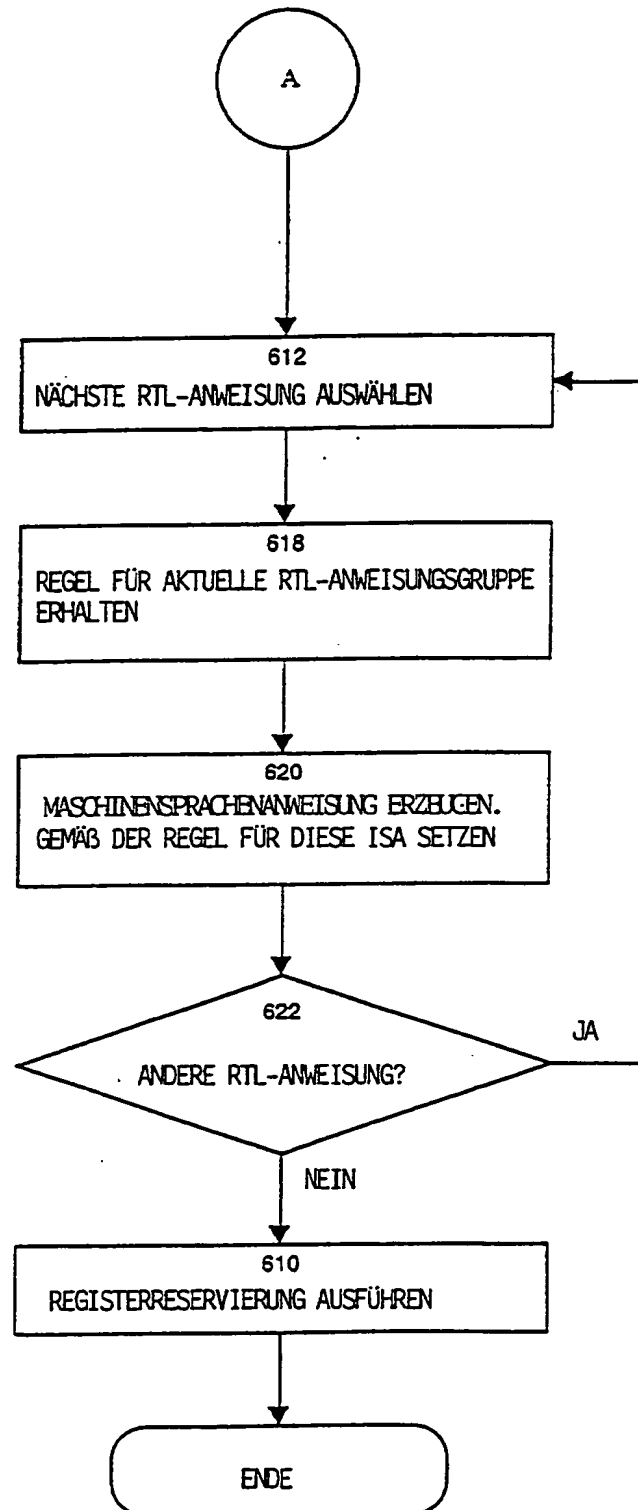 A
612
NÄCHSTE RTL-ANWEISUNG AUSWÄHLEN
618
REGEL FÜR AKTUELLE RTL-ANWEISUNGSGRUPPE
ERHALTEN
620
MASCHINENSPRACHENANWEISUNG ERZEUGEN.
GEMÄß DER REGEL FÜR DIESE ISA SETZEN
622
ANDERE RTL-ANWEISUNG?
JA
NEIN
610
REGISTERRESERVIERUNG AUSFÜHREN
ENDE